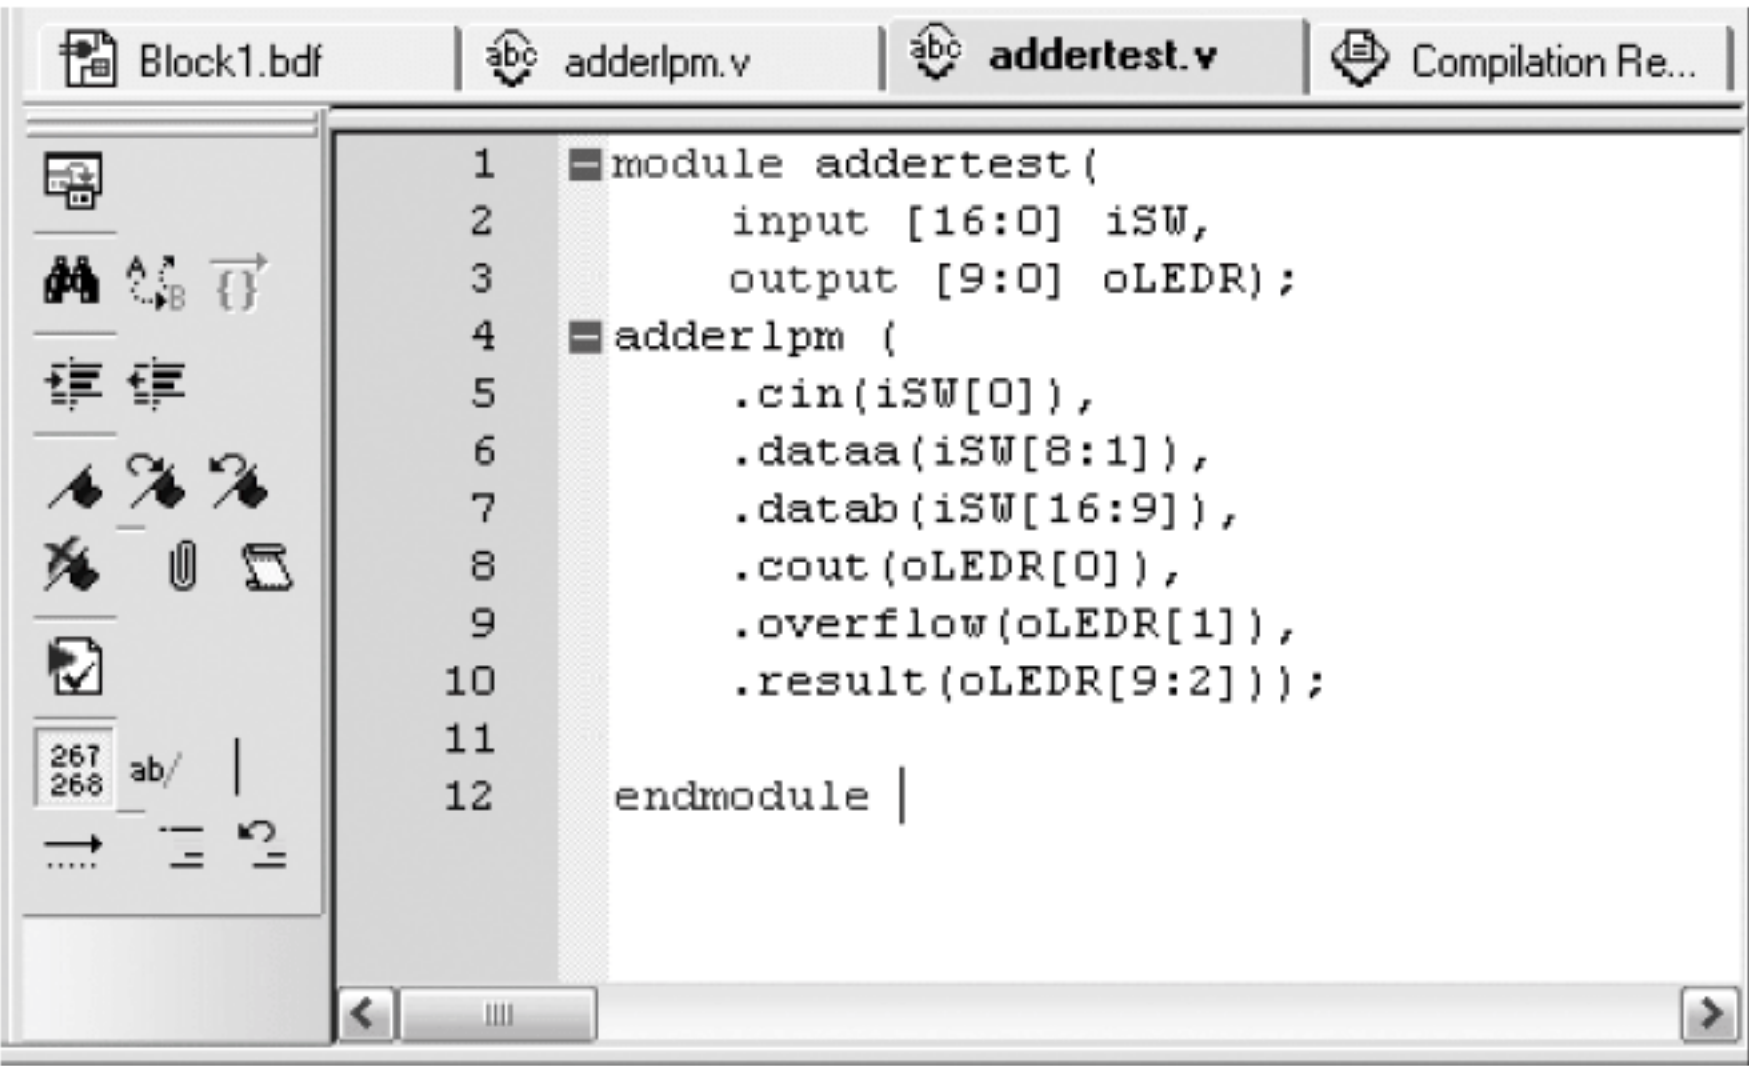 Block1.bdf
adderlpm.v
addertest.v
Compilation Re...
1 module addertest(
2 input [16:0] iSW,
3 output [9:0] oLEDR);
4 adderlpm (
5 .cin(iSW[0]),
6 .dataa(iSW[8:1]),
7 .datab(iSW[16:9]),
8 .cout(oLEDR[0]),
9 .overflow(oLEDR[1]),
10 .result(oLEDR[9:2]));
11
12 endmodule
abc
abc
A
B
{}
267
268
ab/